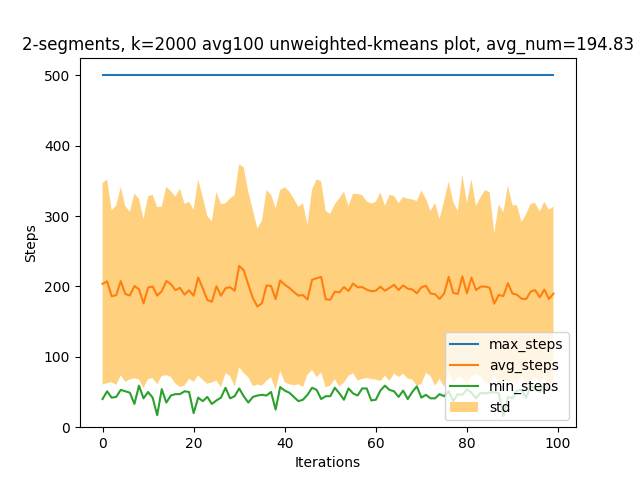 2-segments, k=2000 avg100 unweighted-kmeans plot, avg_num=194.83
500
400
300
200
100
0
Steps
max_steps
avg_steps
min_steps
std
0
20
40
60
80
100
Iterations